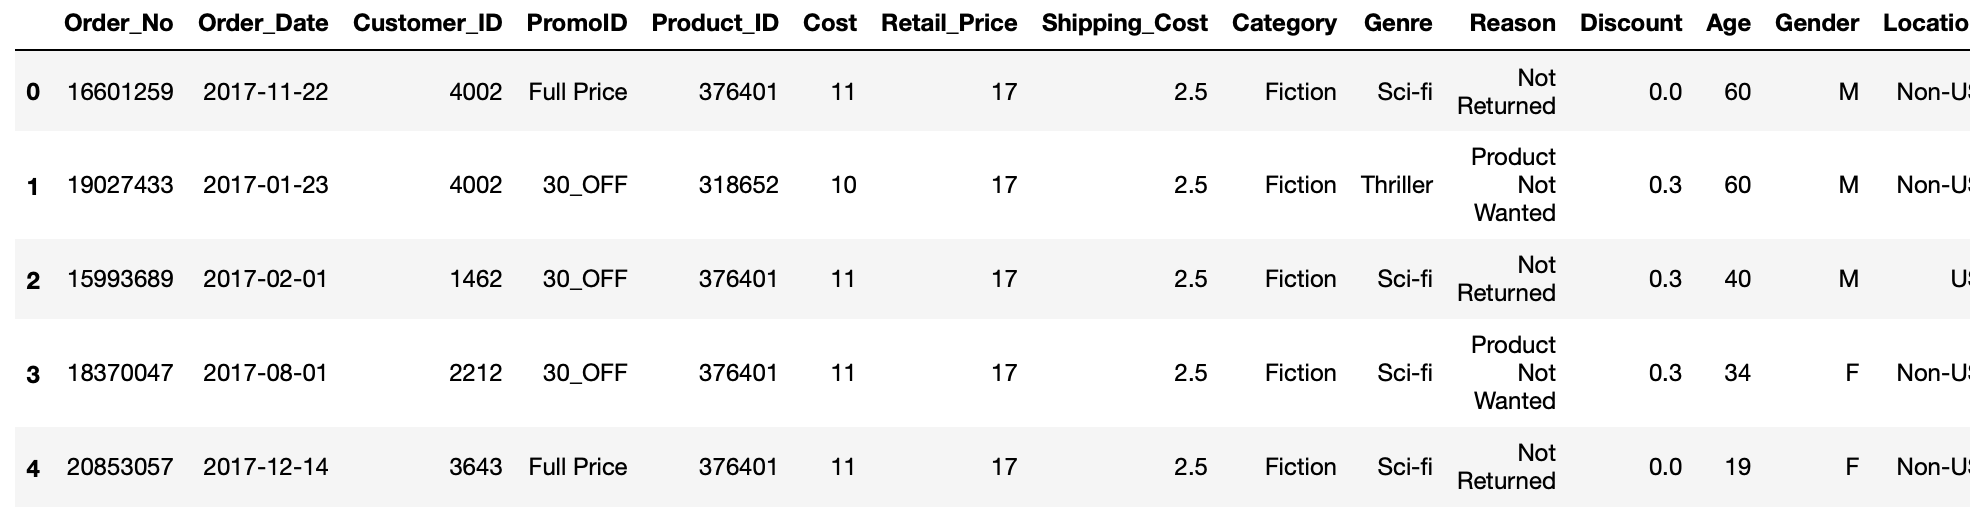 Order_No Order_Date Customer_ID PromoID Product_ID Cost Retail_Price Shipping_Cost Category Genre Reason Discount Age Gender Locatio
0 16601259 2017-11-22 4002 Full Price 376401 11 17 2.5 Fiction Sci-fi Not Returned 0.0 60 M Non-US
1 19027433 2017-01-23 4002 30_OFF 318652 10 17 2.5 Fiction Thriller Product Not Wanted 0.3 60 M Non-US
2 15993689 2017-02-01 1462 30_OFF 376401 11 17 2.5 Fiction Sci-fi Not Returned 0.3 40 M US
3 18370047 2017-08-01 2212 30_OFF 376401 11 17 2.5 Fiction Sci-fi Product Not Wanted 0.3 34 F Non-US
4 20853057 2017-12-14 3643 Full Price 376401 11 17 2.5 Fiction Sci-fi Not Returned 0.0 19 F Non-US